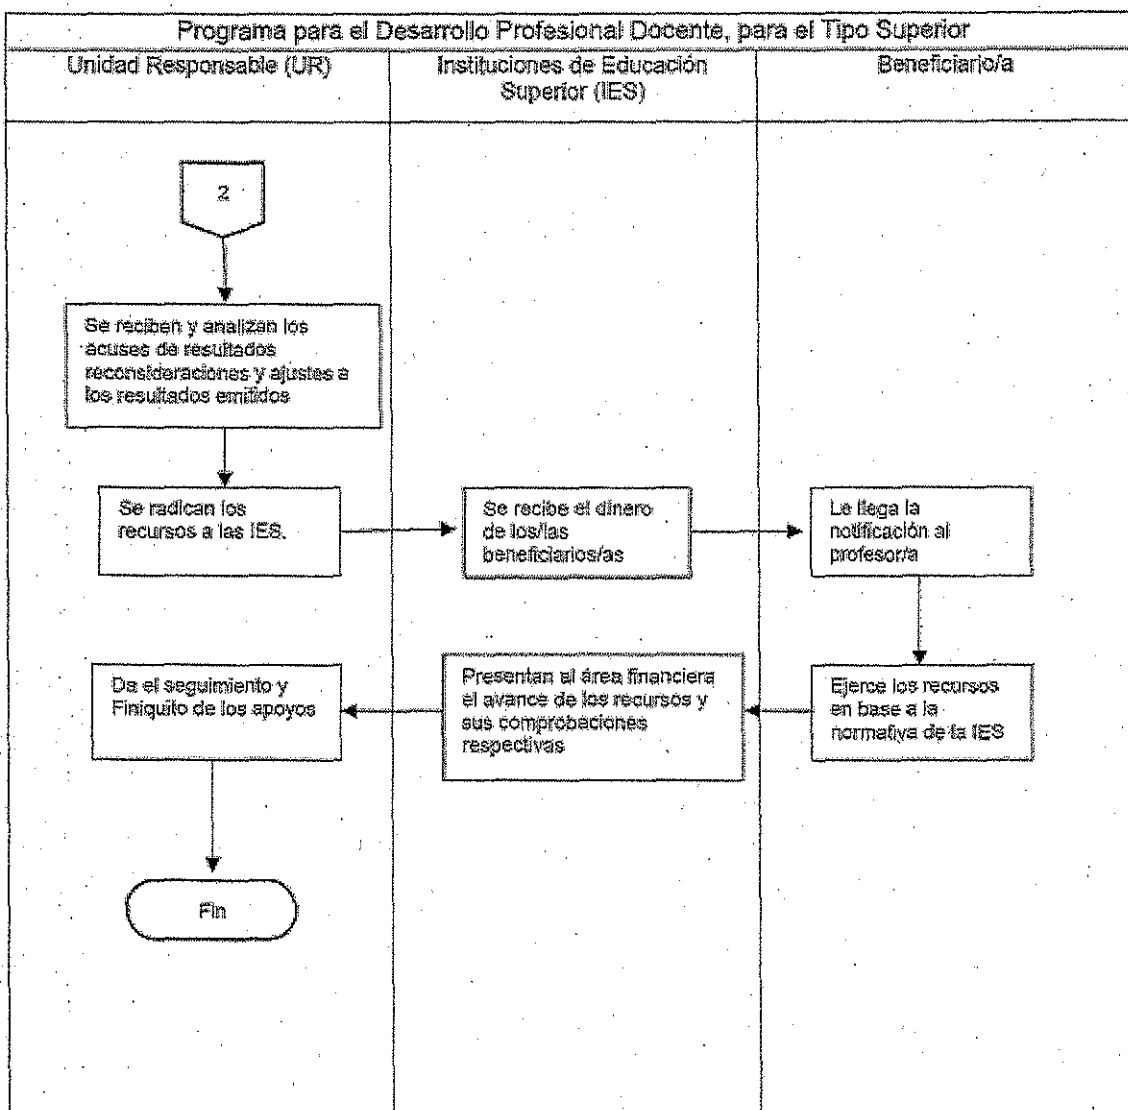 Programa para el Desarrollo Profesional Docente, para el Tipo Superior
Unidad Responsable (UR)
Instituciones de Educación
Superior (IES)
Beneficiario/a
2
Se reciben y analizan los
acuses de resultados
reconsideraciones y ajustes a
los resultados emitidos
Se radican los
recursos a las IES.
Se recibe el dinero
de los/las
beneficiarios/as
Le llega la
notificación al
profesor/a
Da el seguimiento y
Finiquito de los apoyos
Presentan al área financiera
el avance de los recursos y
sus comprobaciones
respectivas
Ejerce los recursos
en base a la
normativa de la IES
Fin